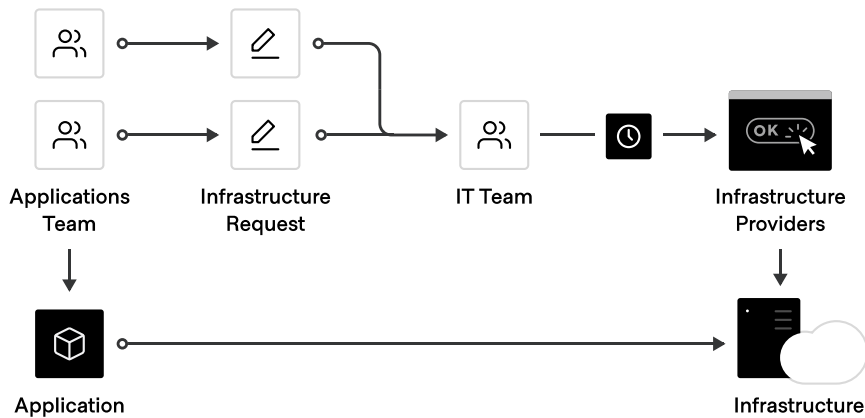 OK
Applications
Team
Infrastructure
Request
IT Team
Infrastructure
Providers
Application
Infrastructure